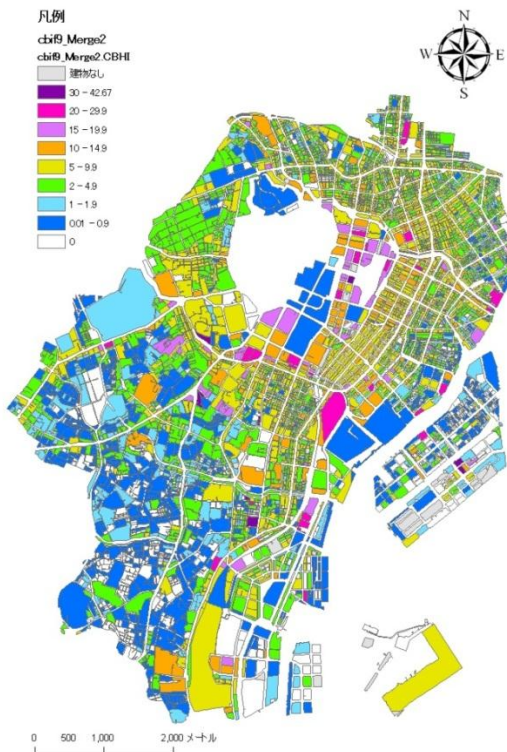 凡例
cbif9_Merge2
cbif9_Merge2.CBHI
建物なし
30 - 42.67
20 - 29.9
15 - 19.9
10 - 14.9
5 - 9.9
2 - 4.9
1 - 1.9
0.01 - 0.9
0
N
W
E
S
0 500 1,000 2,000 メートル